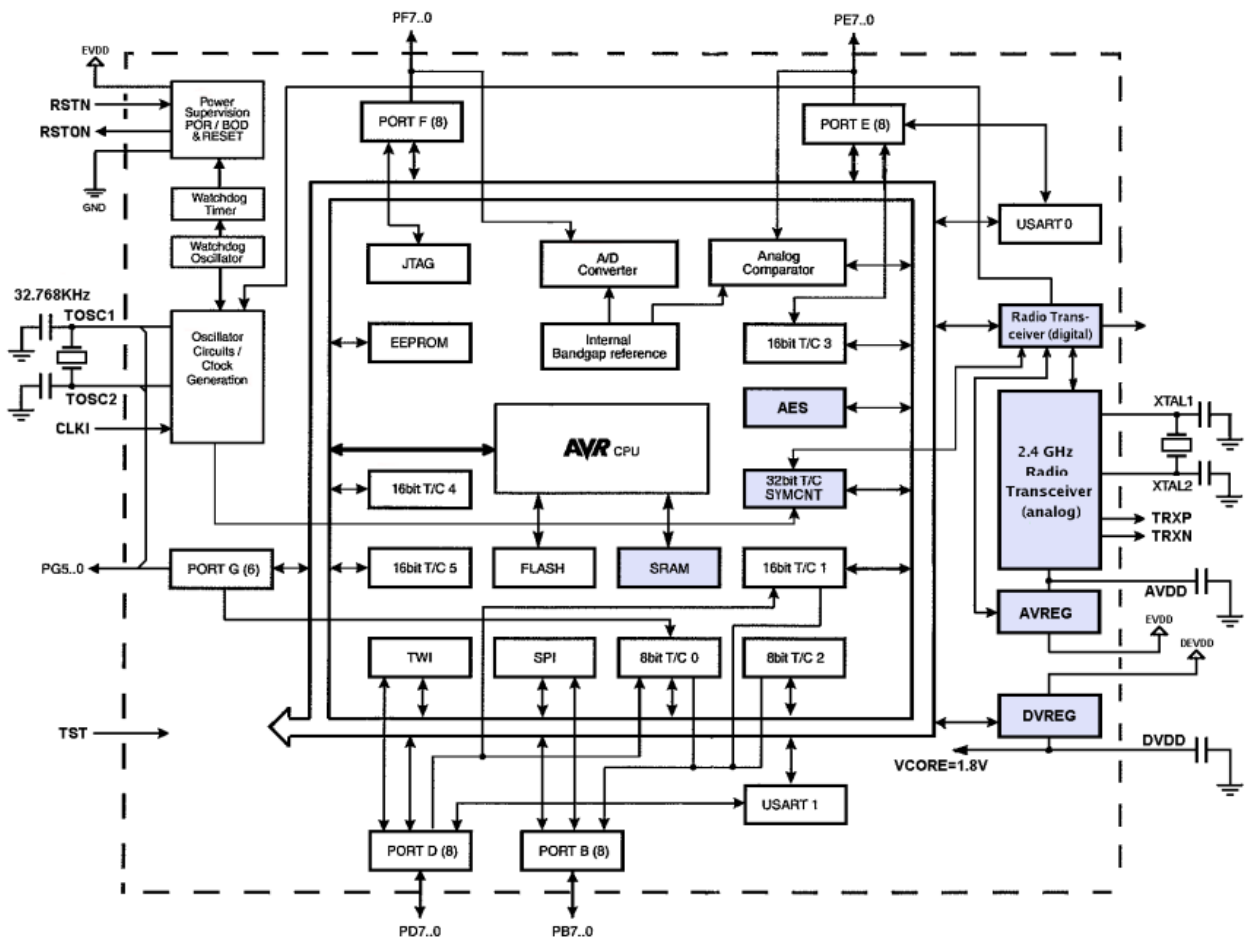 PF7..0
PE7..0
EVDD
RSTN
RSTON
GND
Power
Supervision
POR / BOD
& RESET
PORT F (8)
PORT E (8)
Watchdog
Timer
Watchdog
Oscillator
USART 0
JTAG
A/D
Converter
Analog
Comparator
32.768KHz
TOSC1
TOSC2
CLKI
Oscillator
Circuits /
Clock
Generation
EEPROM
Internal
Bandgap reference
16bit T/C 3
Radio Trans-
ceiver (digital)
AES
AVR CPU
2.4 GHz
Radio
Transceiver
(analog)
XTAL1
XTAL2
TRXP
TRXN
16bit T/C 4
32bit T/C
SYMCNT
PG5..0
PORT G (6)
16bit T/C 5
FLASH
SRAM
16bit T/C 1
AVDD
AVREG
EVDD
DEVDD
TWI
SPI
8bit T/C 0
8bit T/C 2
DVREG
TST
DVDD
VCORE=1.8V
USART 1
PORT D (8)
PORT B (8)
PD7..0
PB7..0